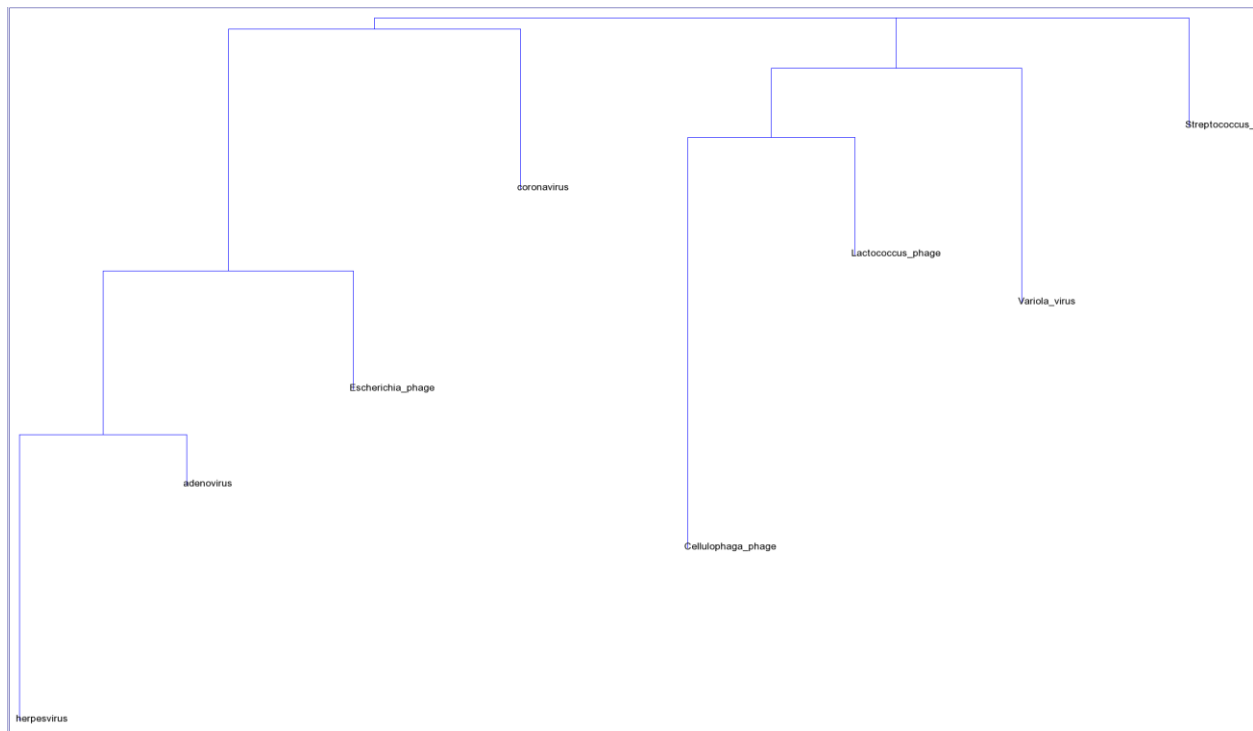 Streptococcus_
coronavirus
Lactococcus_phage
Variola_virus
Escherichia_phage
adenovirus
Cellulophaga_phage
herpesvirus